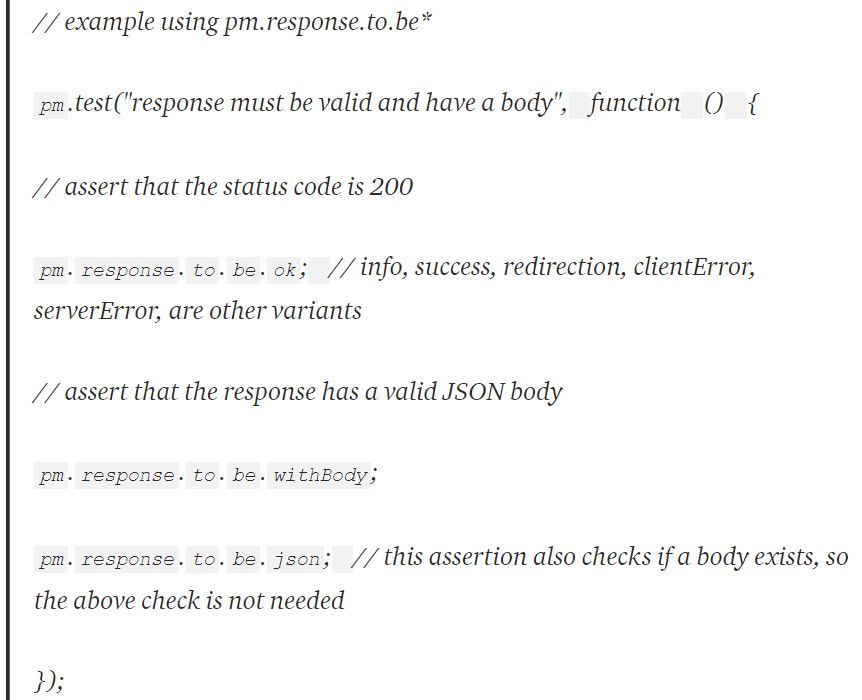 // example using pm.response.to.be*
pm.test("response must be valid and have a body", function () {
// assert that the status code is 200
pm.response.to.be.ok; // info, success, redirection, clientError,
serverError, are other variants
// assert that the response has a valid JSON body
pm.response.to.be.withBody;
pm.response.to.be.json; // this assertion also checks if a body exists, so
the above check is not needed
});